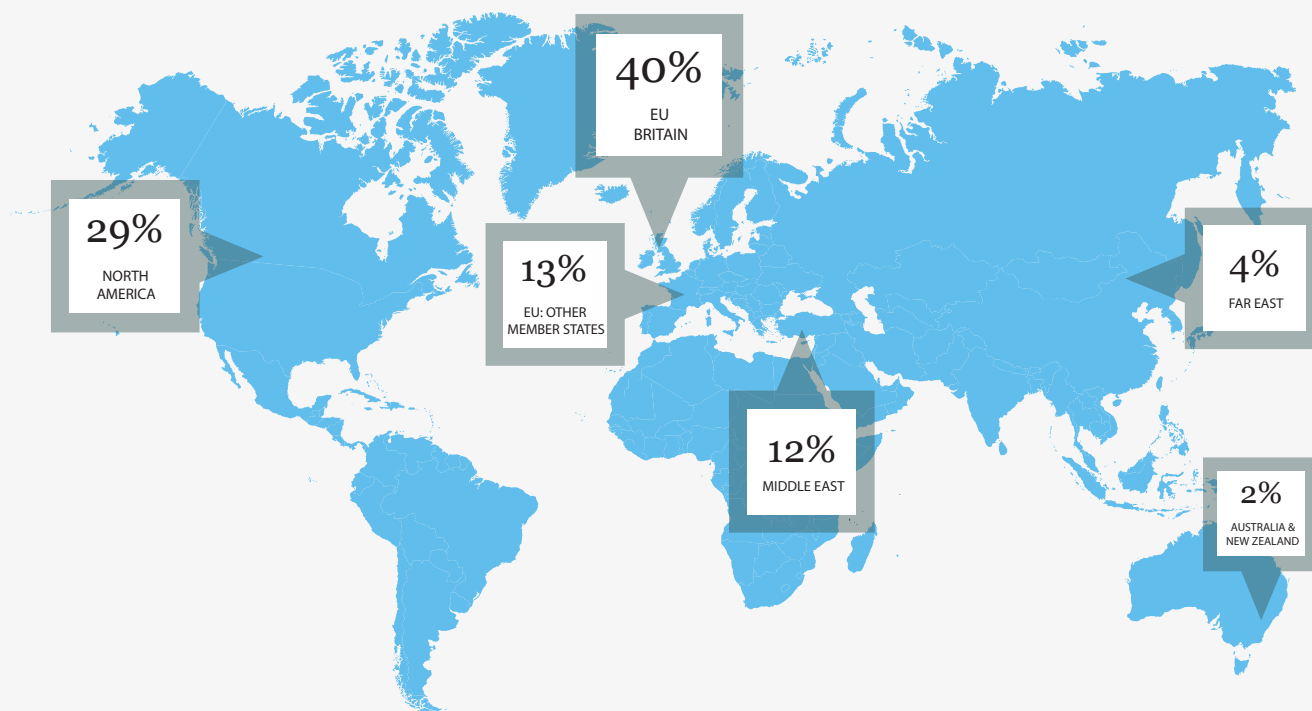 40%
EU
BRITAIN
29%
NORTH
AMERICA
13%
EU: OTHER
MEMBER STATES
4%
FAR EAST
12%
MIDDLE EAST
2%
AUSTRALIA &
NEW ZEALAND